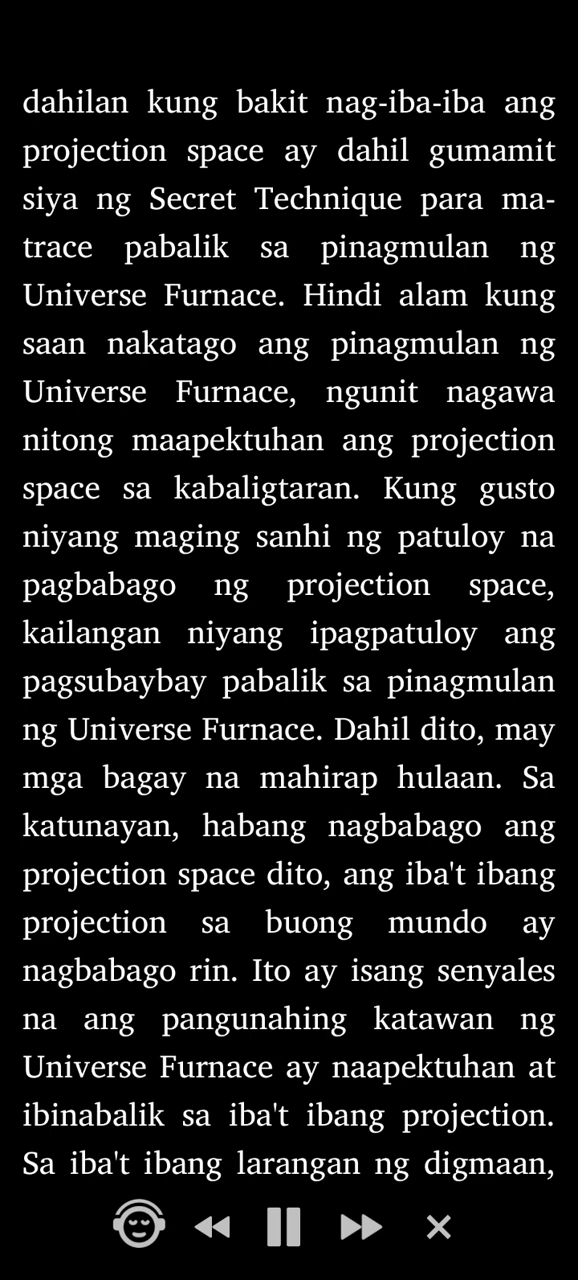 dahilan kung bakit nag-iba-iba ang
projection space ay dahil gumamit
siya ng Secret Technique para ma-
trace pabalik sa pinagmulan ng
Universe Furnace. Hindi alam kung
saan nakatago ang pinagmulan ng
Universe Furnace, ngunit nagawa
nitong maapektuhan ang projection
space sa kabaligtaran. Kung gusto
niyang maging sanhi ng patuloy na
pagbabago ng projection space,
kailangan niyang ipagpatuloy ang
pagsubaybay pabalik sa pinagmulan
ng Universe Furnace. Dahil dito, may
mga bagay na mahirap hulaan. Sa
katunayan, habang nagbabago ang
projection space dito, ang iba't ibang
projection sa buong mundo ay
nagbabago rin. Ito ay isang senyales
na ang pangunahing katawan ng
Universe Furnace ay naapektuhan at
ibinabalik sa iba't ibang projection.
Sa iba't ibang larangan ng digmaan,